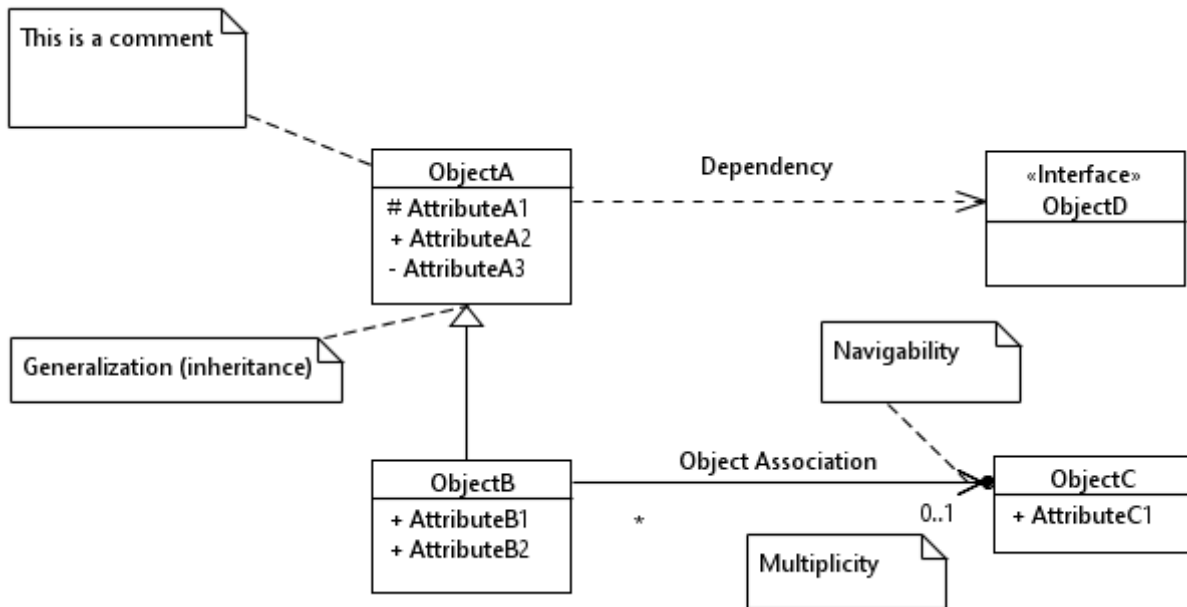 This is a comment
ObjectA
# AttributeA1
+ AttributeA2
- AttributeA3
Dependency
«Interface»
ObjectD
Generalization (inheritance)
Navigability
ObjectB
+ AttributeB1
+ AttributeB2
Object Association
*
0..1
ObjectC
+ AttributeC1
Multiplicity